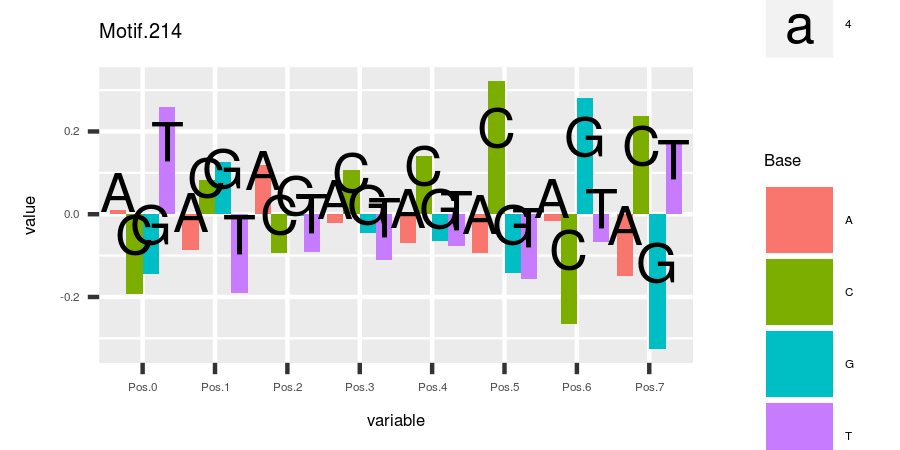 Motif.214
a 4
value
0.2
0.0
-0.2
A C G T A C G T A C G T A C G T A C G T A C G T A C G T A C G T
Pos.0 Pos.1 Pos.2 Pos.3 Pos.4 Pos.5 Pos.6 Pos.7
variable
Base
A
C
G
T